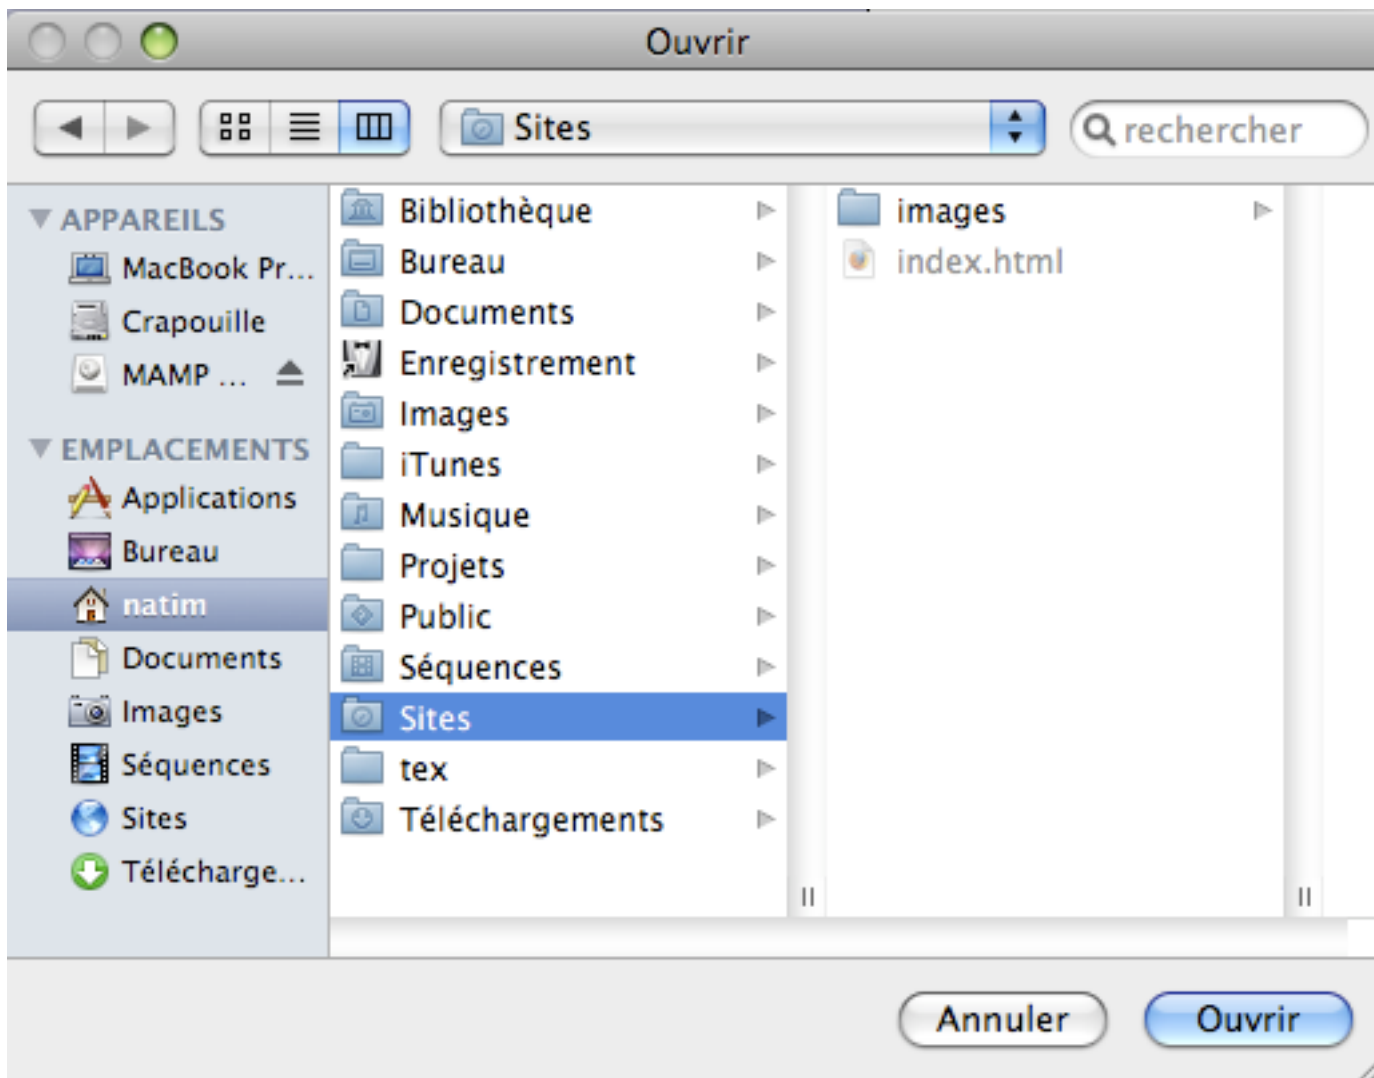 Ouvrir
Sites
rechercher
APPAREILS
MacBook Pr...
Crapouille
MAMP ...
EMPLACEMENTS
Applications
Bureau
natim
Documents
Images
Séquences
Sites
Télécharge...
Bibliothèque
Bureau
Documents
Enregistrement
Images
iTunes
Musique
Projets
Public
Séquences
Sites
tex
Téléchargements
images
index.html
Annuler
Ouvrir